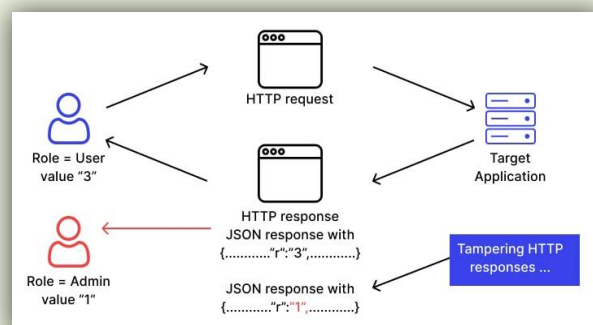 HTTP request
Role = User
value "3"
Target
Application
HTTP response
JSON response with
{............"r":"3",............}
Role = Admin
value "1"
Tampering HTTP
responses ...
JSON response with
{............"r":"1",............}